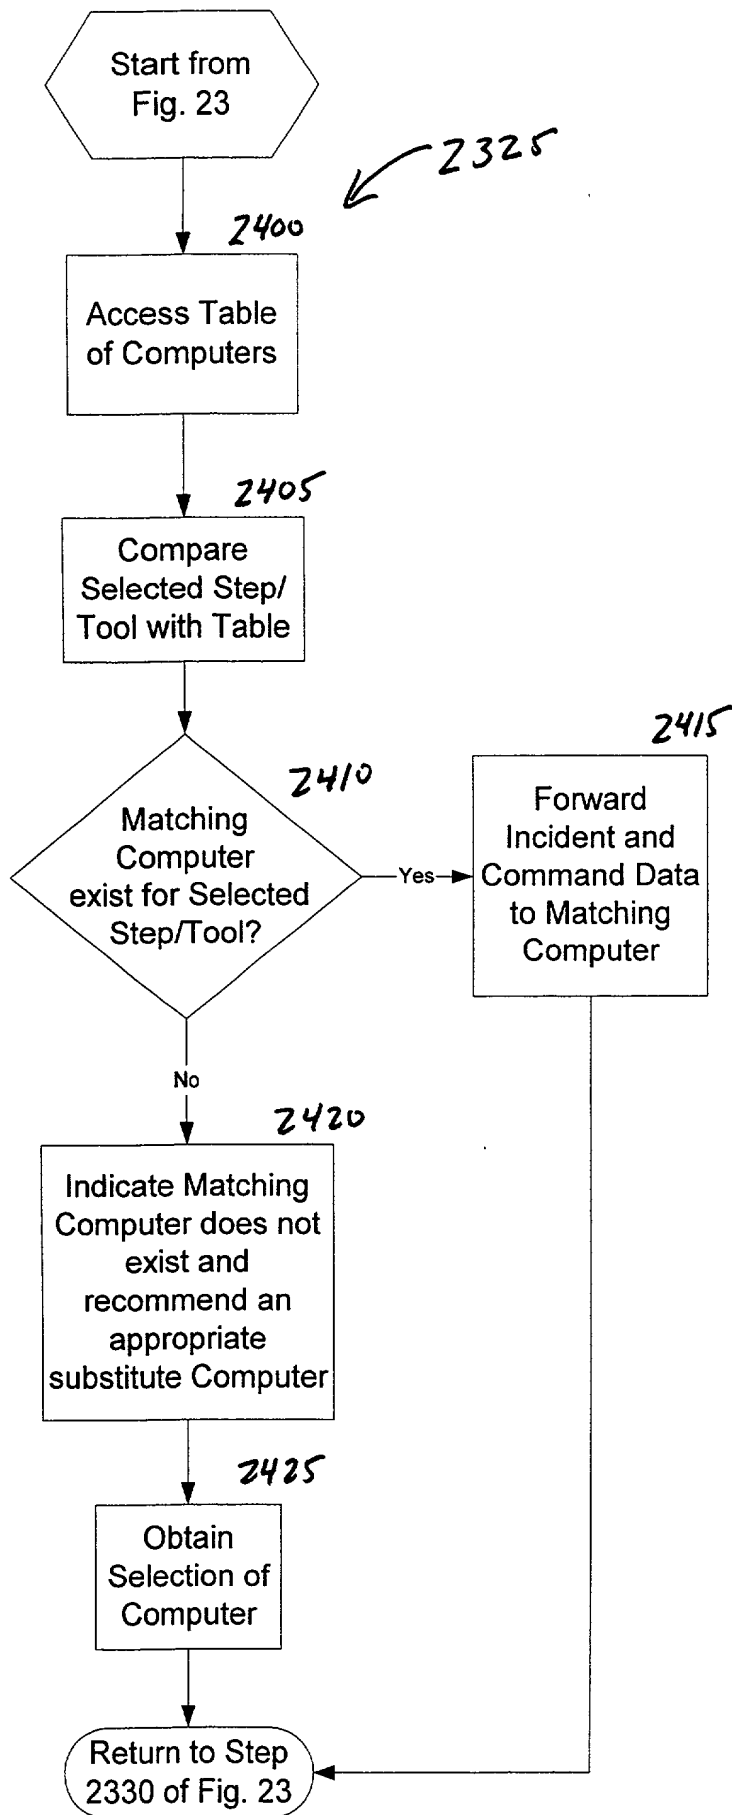 Start from
Fig. 23
2325
2400
Access Table
of Computers
2405
Compare
Selected Step/
Tool with Table
2410
Matching
Computer
exist for Selected
Step/Tool?
Yes
2415
Forward
Incident and
Command Data
to Matching
Computer
No
2420
Indicate Matching
Computer does not
exist and
recommend an
appropriate
substitute Computer
2425
Obtain
Selection of
Computer
Return to Step
2330 of Fig. 23